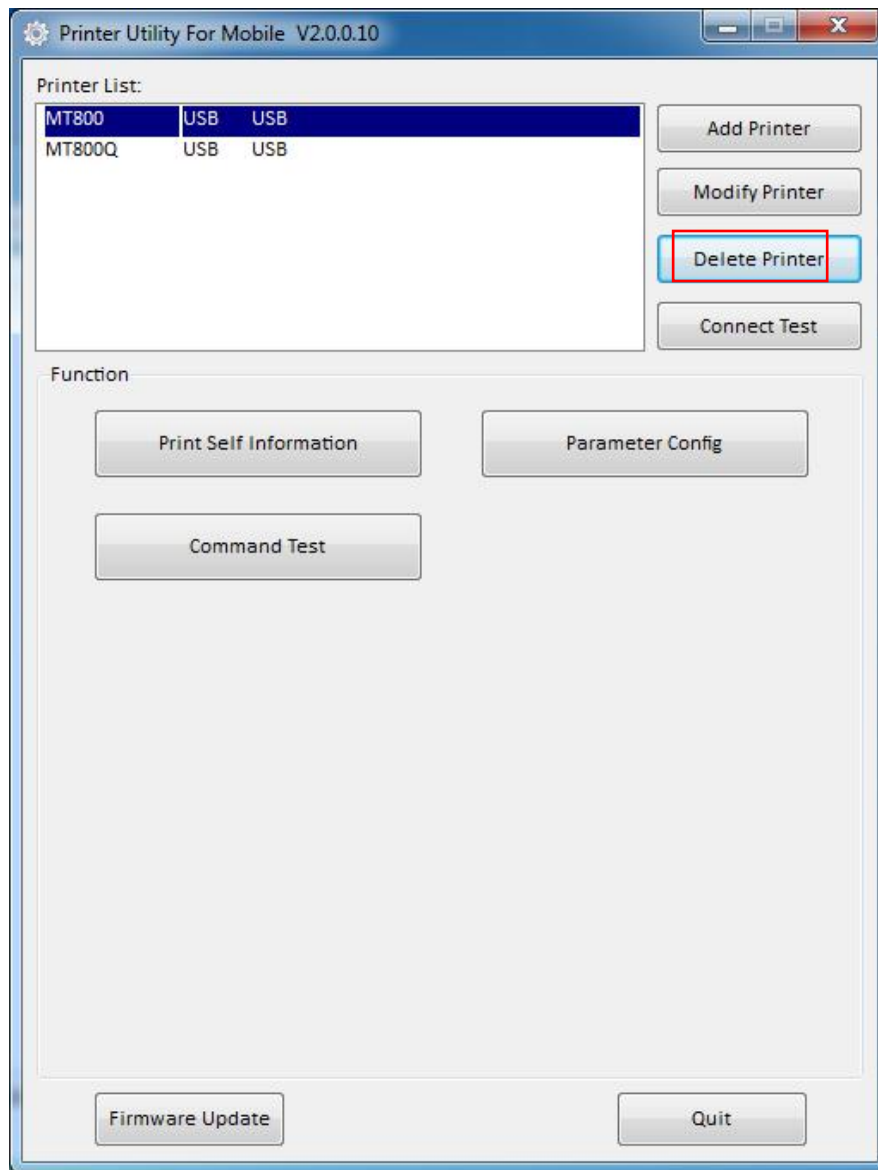 Printer Utility For Mobile V2.0.0.10
Printer List:
MT800 USB USB
MT800Q USB USB
Add Printer
Modify Printer
Delete Printer
Connect Test
Function
Print Self Information
Parameter Config
Command Test
Firmware Update
Quit